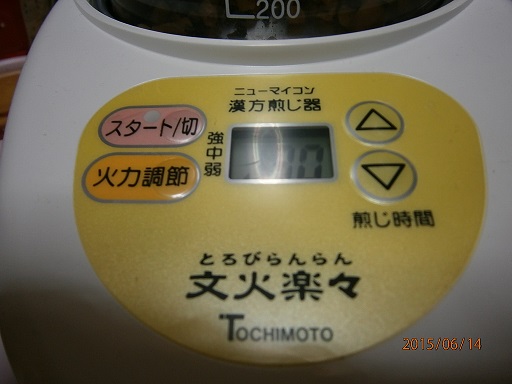 200
ニューマイコン
漢方煎じ器
スタート/切
強
中
弱
火力調節
煎じ時間
とろびらんらん
文火楽々
TOCHIMOTO
2015/06/14